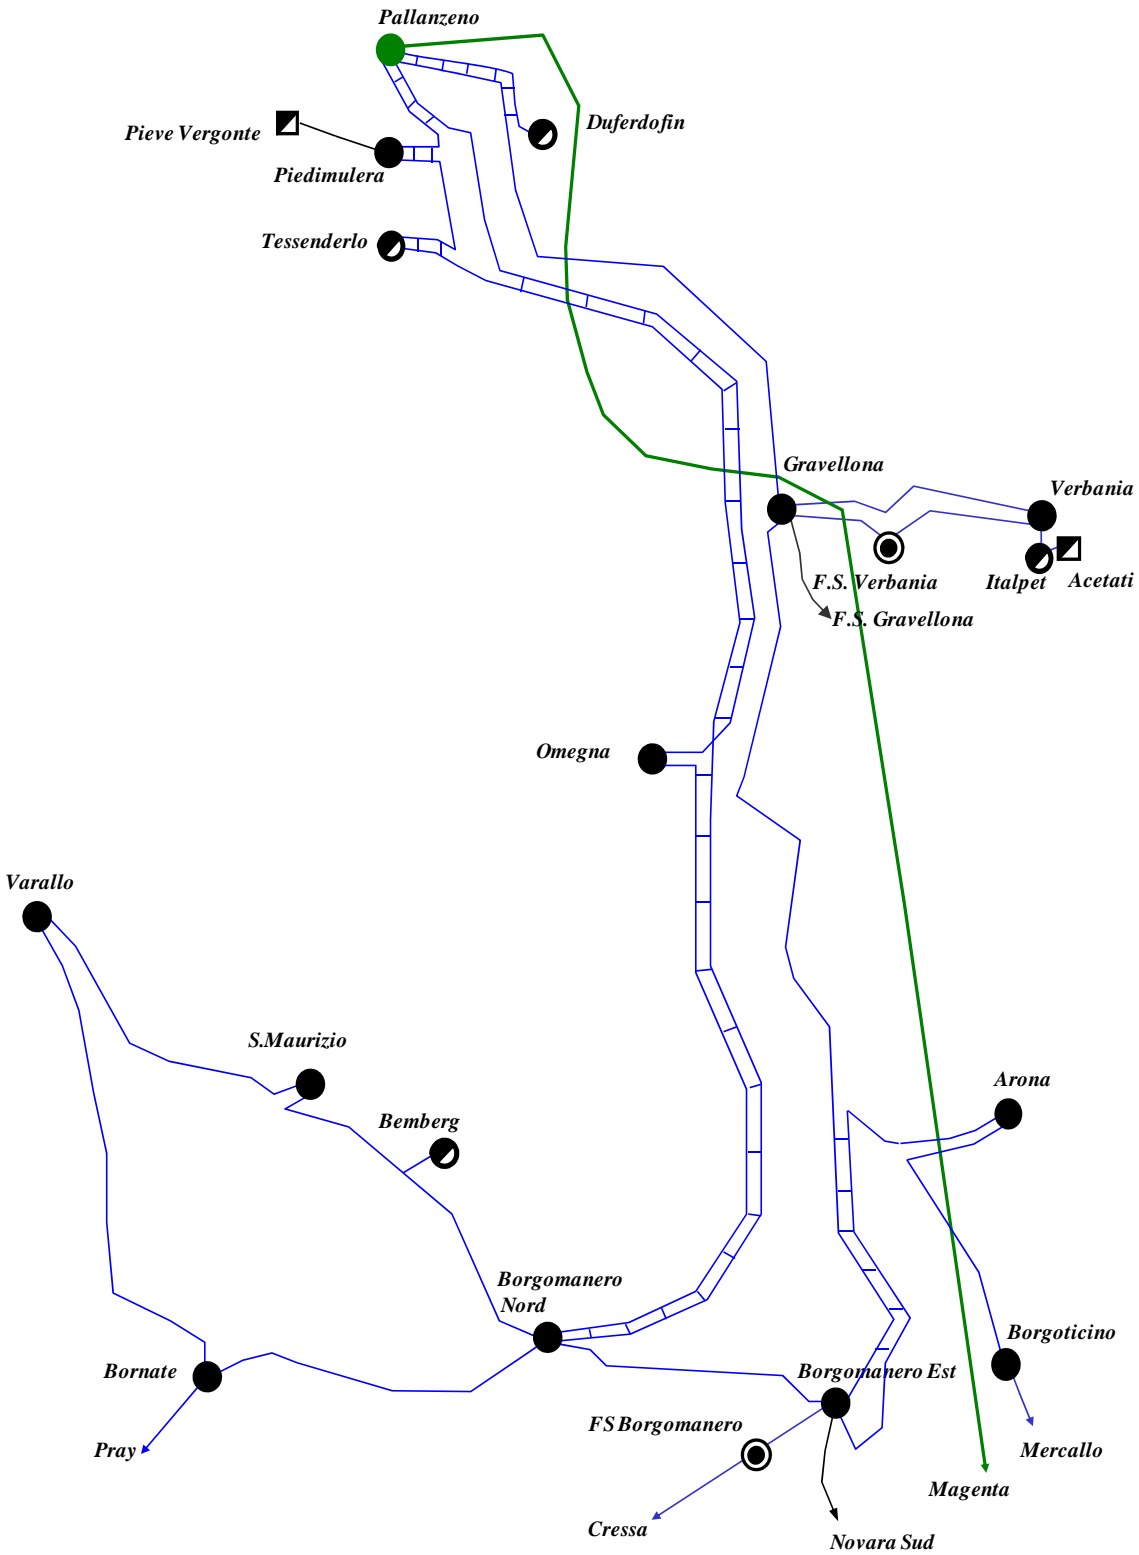 Pallanzeno
Duferdofin
Pieve Vergonte
Piedimulera
Tessenderlo
Gravellona
Verbania
F.S. Verbania
Italpet
Acetati
F.S. Gravellona
Omegna
Varallo
S.Maurizio
Arona
Bemberg
Borgomanero
Nord
Borgoticino
Bornate
Borgomanero Est
FS Borgomanero
Pray
Mercallo
Magenta
Cressa
Novara Sud